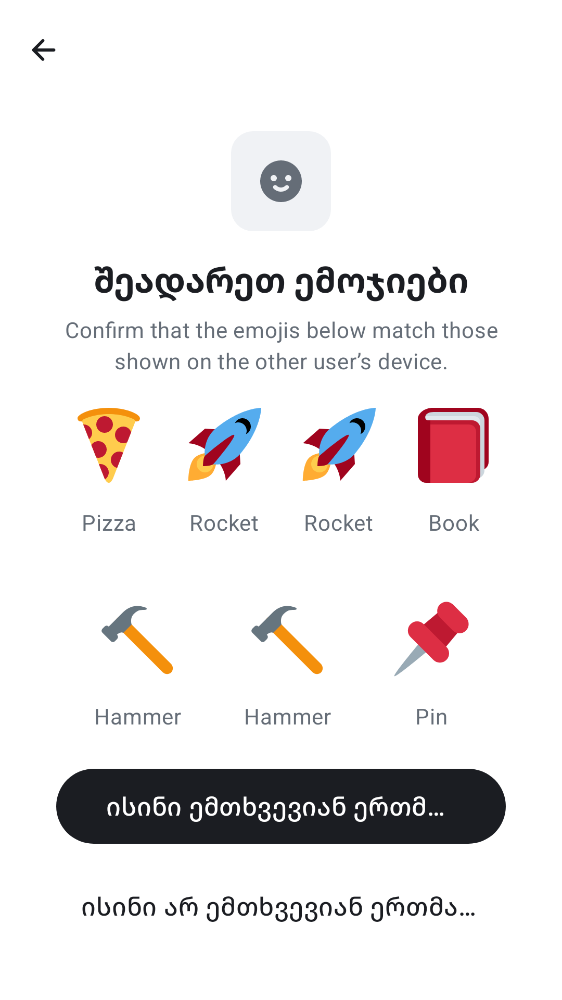 შეადარეთ ემოჯიები
Confirm that the emojis below match those
shown on the other user’s device.
Pizza Rocket Rocket Book
Hammer Hammer Pin
ისინი ემთხვევიან ერთმ…
ისინი არ ემთხვევიან ერთმა…